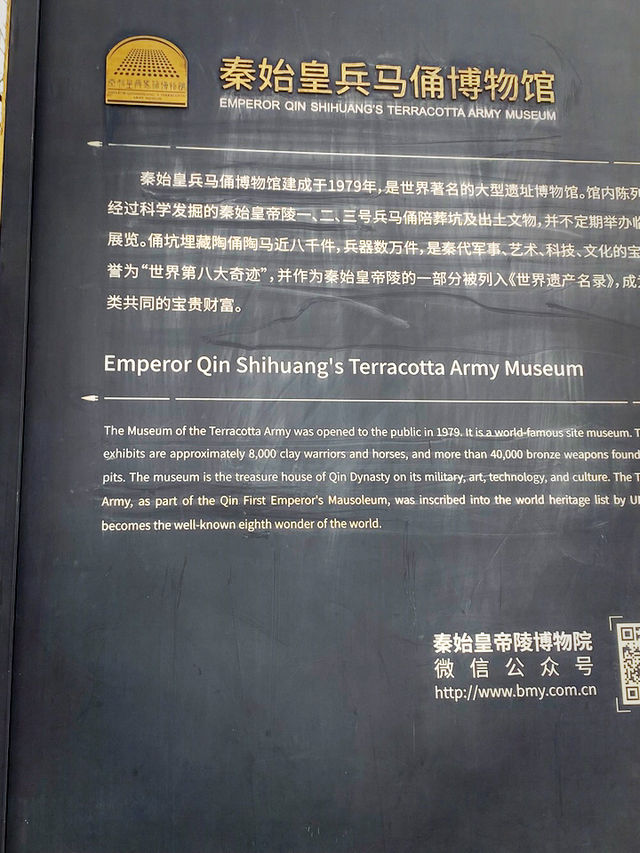 秦始皇兵马俑博物馆
EMPEROR QIN SHIHUANG'S TERRACOTTA ARMY MUSEUM
秦始皇兵马俑博物馆建成于1979年,是世界著名的大型遗址博物馆。馆内陈列
经过科学发掘的秦始皇帝陵一、二、三号兵马俑陪葬坑及出土文物,并不定期举办临
展览。俑坑埋藏陶俑陶马近八千件,兵器数万件,是秦代军事、艺术、科技、文化的宝
誉为“世界第八大奇迹”,并作为秦始皇帝陵的一部分被列入《世界遗产名录》,成为
类共同的宝贵财富。
Emperor Qin Shihuang's Terracotta Army Museum
The Museum of the Terracotta Army was opened to the public in 1979. It is a world-famous site museum. T
exhibits are approximately 8,000 clay warriors and horses, and more than 40,000 bronze weapons found
pits. The museum is the treasure house of Qin Dynasty on its military, art, technology, and culture. The T
Army, as part of the Qin First Emperor's Mausoleum, was inscribed into the world heritage list by U
becomes the well-known eighth wonder of the world.
秦始皇帝陵博物院
微信公众号
http://www.bmy.com.cn